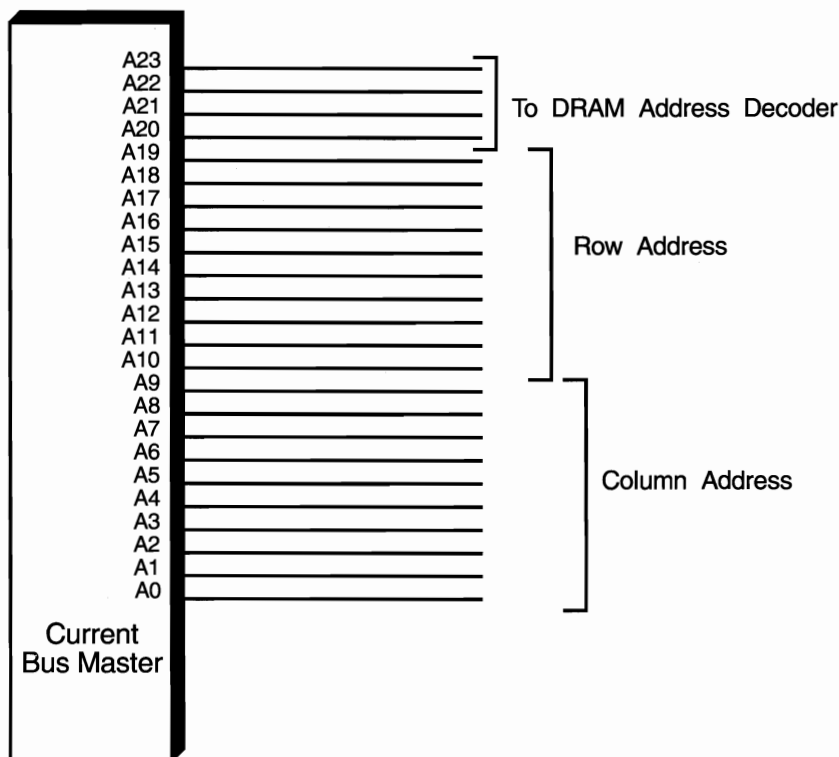 A23
A22
A21
A20
A19
A18
A17
A16
A15
A14
A13
A12
A11
A10
A9
A8
A7
A6
A5
A4
A3
A2
A1
A0
To DRAM Address Decoder
Row Address
Column Address
Current
Bus Master